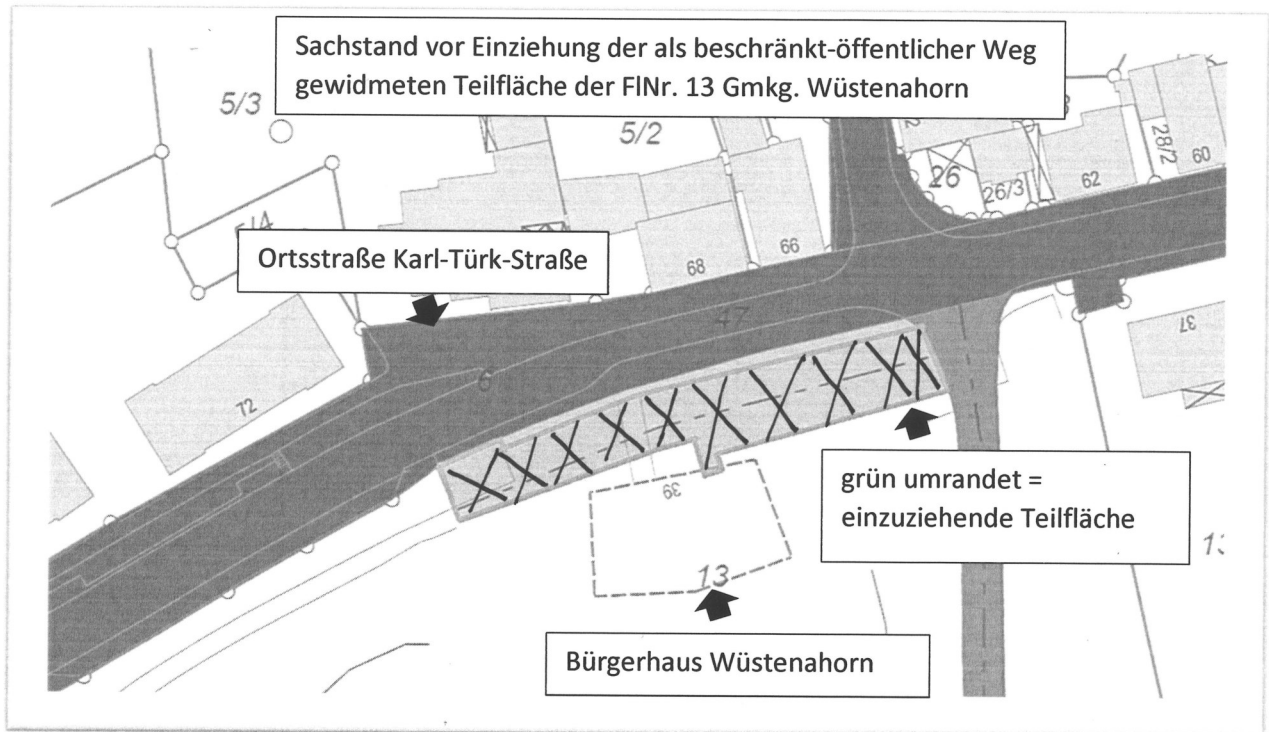 Sachstand vor Einziehung der als beschränkt-öffentlicher Weg
gewidmeten Teilfläche der FlNr. 13 Gmkg. Wüstenahorn
5/3
5/2
28/2
60
26
26/3
62
5/4
Ortsstraße Karl-Türk-Straße
68
66
47
37
6
72
39
grün umrandet =
einzuziehende Teilfläche
13
Bürgerhaus Wüstenahorn